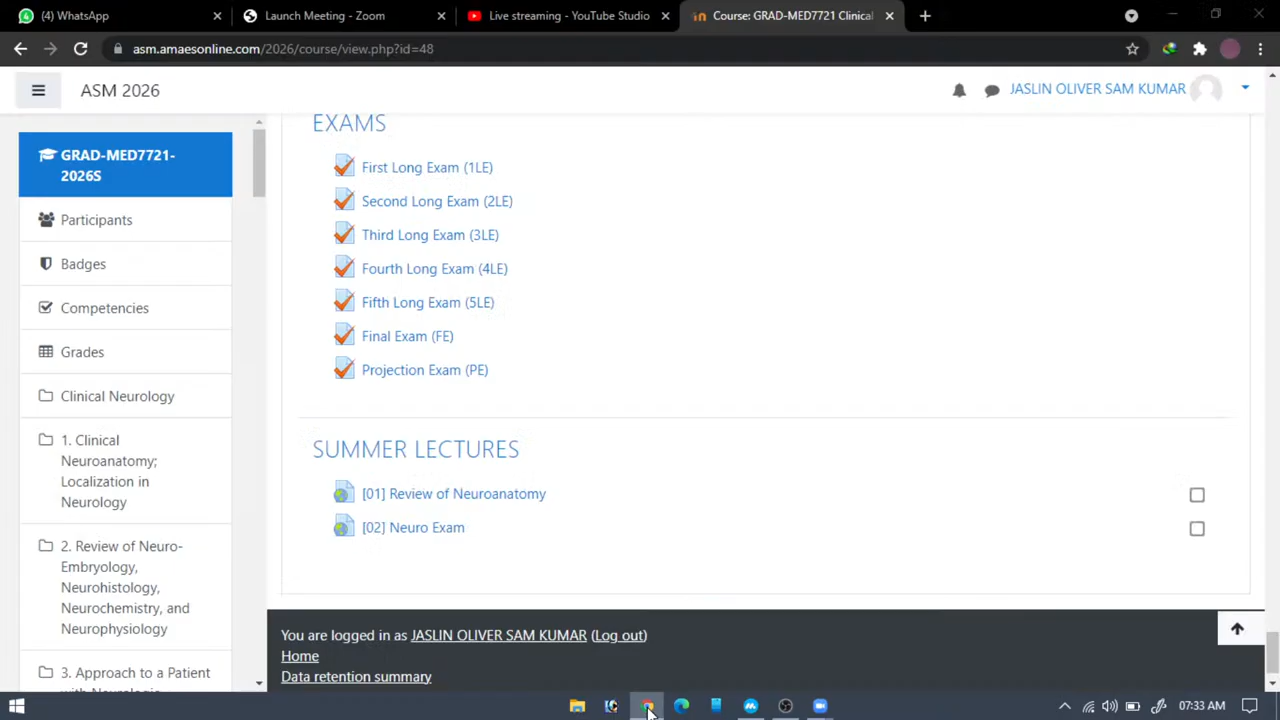 (4) WhatsApp
Launch Meeting - Zoom
Live streaming - YouTube Studio
Course: GRAD-MED7721 Clinical
asm.amaesonline.com/2026/course/view.php?id=48
ASM 2026
JASLIN OLIVER SAM KUMAR
GRAD-MED7721-
2026S
Participants
Badges
Competencies
Grades
Clinical Neurology
1. Clinical
Neuroanatomy;
Localization in
Neurology
2. Review of Neuro-
Embryology,
Neurohistology,
Neurochemistry, and
Neurophysiology
3. Approach to a Patient
with Neurologic
EXAMS
First Long Exam (1LE)
Second Long Exam (2LE)
Third Long Exam (3LE)
Fourth Long Exam (4LE)
Fifth Long Exam (5LE)
Final Exam (FE)
Projection Exam (PE)
SUMMER LECTURES
[01] Review of Neuroanatomy
[02] Neuro Exam
You are logged in as JASLIN OLIVER SAM KUMAR (Log out)
Home
Data retention summary
07:33 AM